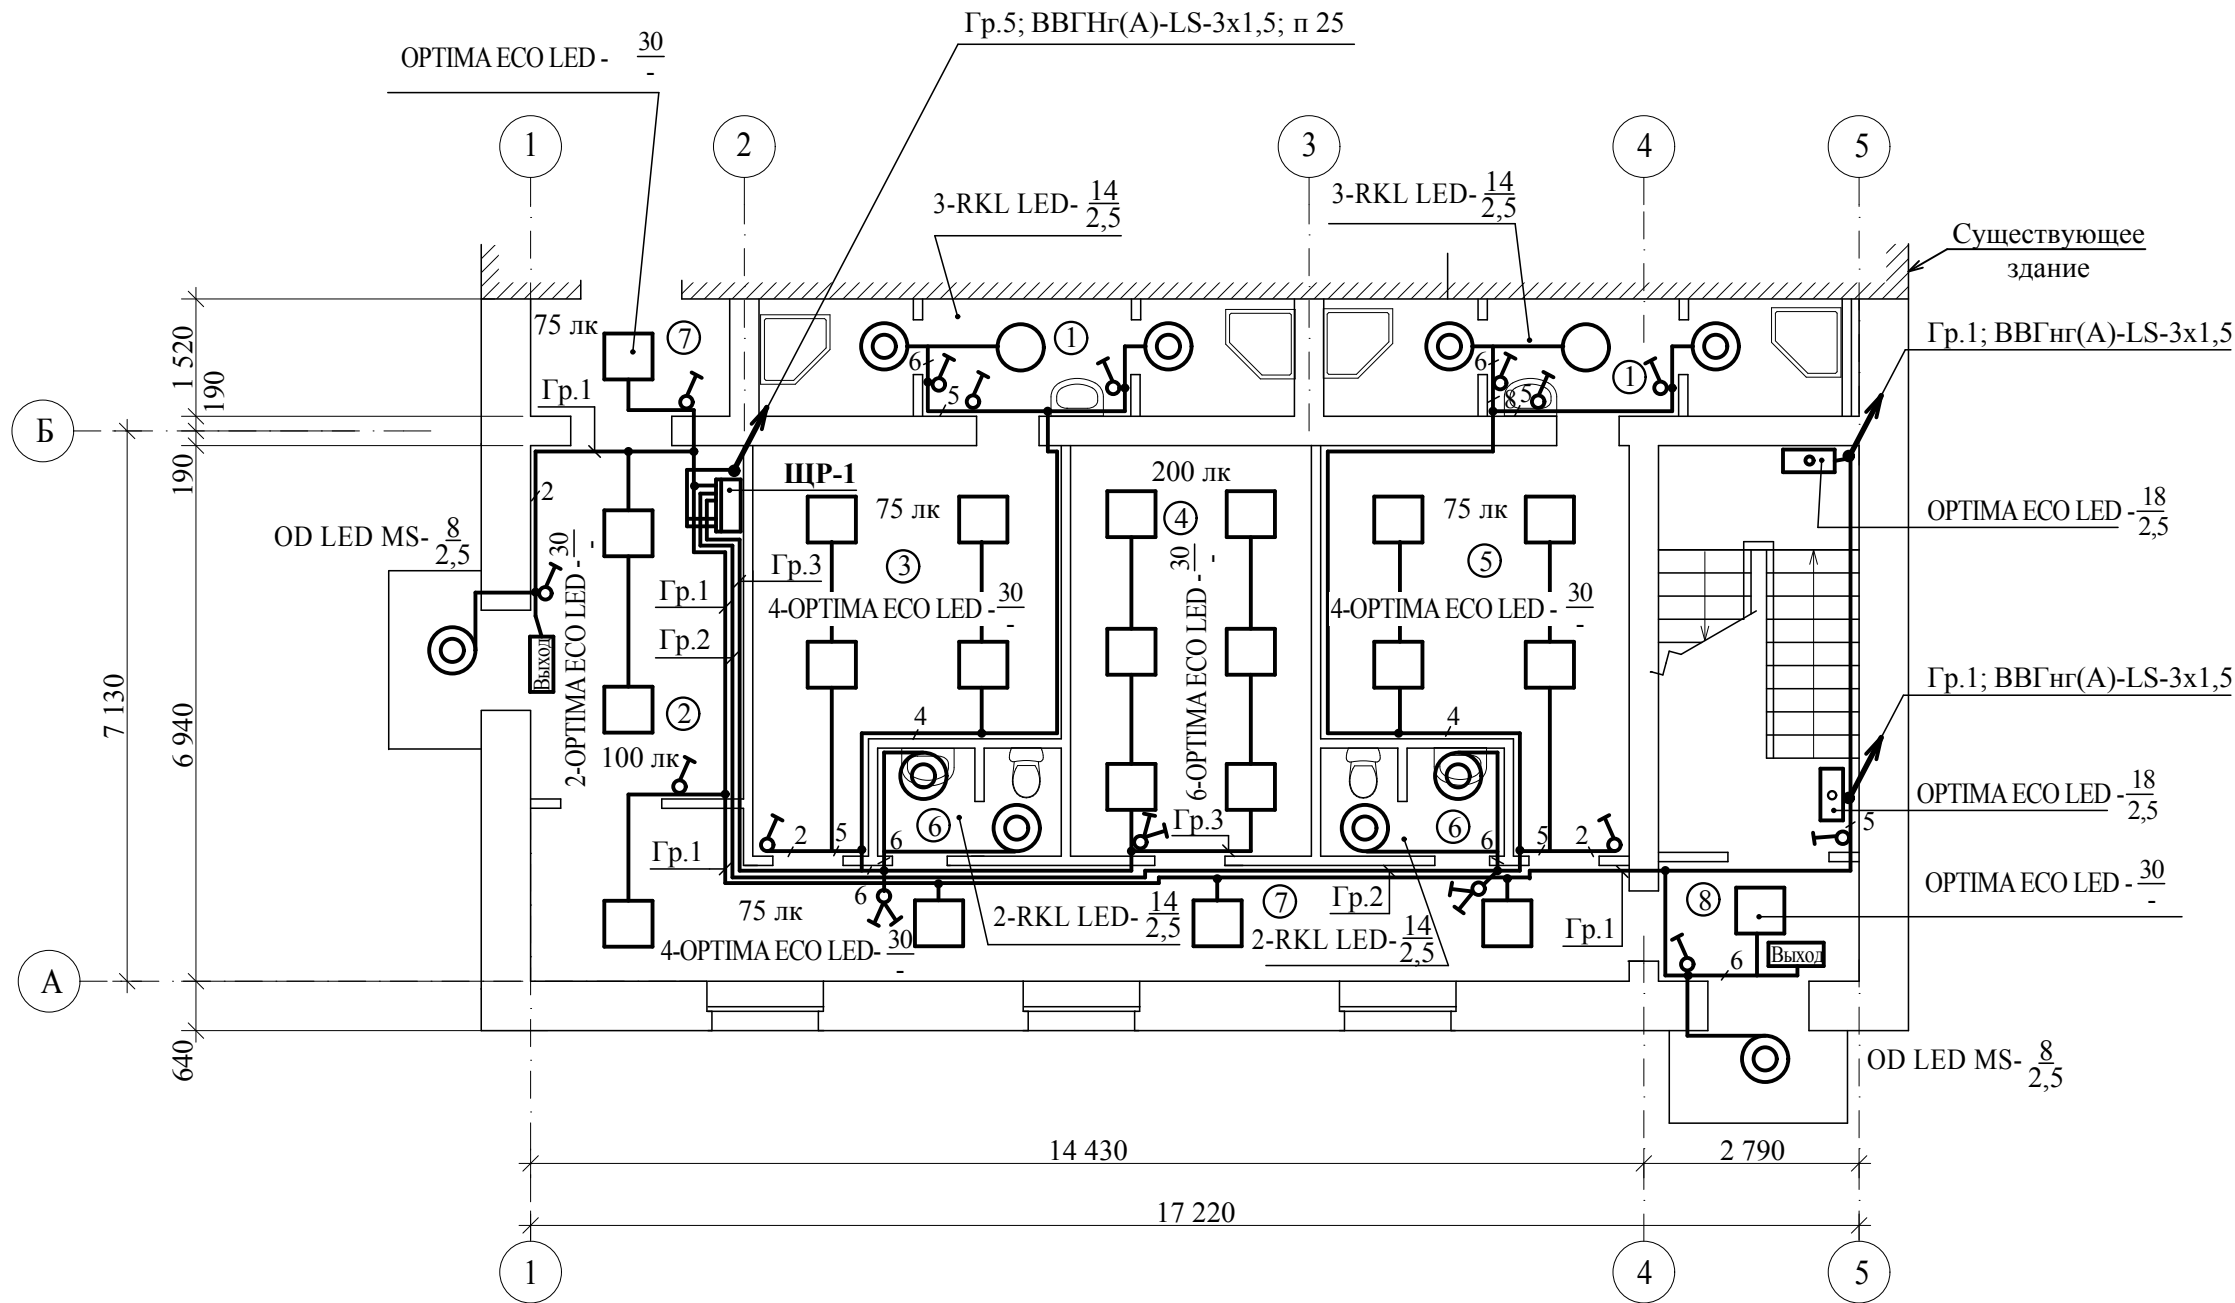 Гр.5; ВВГНг(А)-LS-3х1,5; п 25
OPTIMA ECO LED - 30
-
1
2
3
4
5
3-RKL LED- 14
2,5
3-RKL LED- 14
2,5
Существующее
здание
Гр.1; ВВГнг(А)-LS-3х1,5
75 лк
7
1
1
6
5
6
8
5
1 520
190
Гр.1
Б
190
ЩР-1
200 лк
75 лк
4
75 лк
OPTIMA ECO LED -18
2,5
2
OD LED MS- 8
2,5
3
5
Гр.3
Гр.1
4-OPTIMA ECO LED - 30
-
4-OPTIMA ECO LED - 30
-
2-OPTIMA ECO LED - 30
-
6-OPTIMA ECO LED - 30
-
Гр.2
Выход
Гр.1; ВВГнг(А)-LS-3х1,5
7 130
6 940
2
100 лк
4
4
OPTIMA ECO LED -18
2,5
6
6
Гр.3
2
5
6
6
5
2
5
Гр.1
6
6
75 лк
4-OPTIMA ECO LED- 30
-
2-RKL LED- 14
2,5
7
Гр.2
2-RKL LED- 14
2,5
Гр.1
8
OPTIMA ECO LED - 30
-
Выход
6
А
640
OD LED MS- 8
2,5
14 430
2 790
17 220
1
4
5